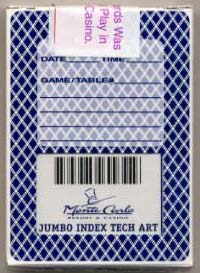 rds Was
Play in
Casino.
DATE TIME
GAME/TABLE#
Monte Carlo
RESORT & CASINO
JUMBO INDEX TECH ART